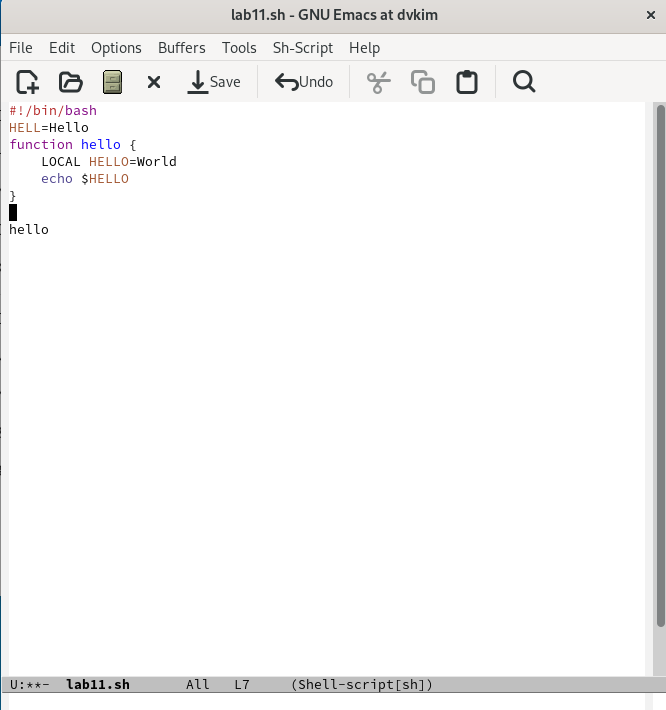 lab11.sh - GNU Emacs at dvkim
File Edit Options Buffers Tools Sh-Script Help
Save Undo
#!/bin/bash
HELL=Hello
function hello {
    LOCAL HELLO=World
    echo $HELLO
}
hello
U:**-  lab11.sh       All   L7     (Shell-script[sh])